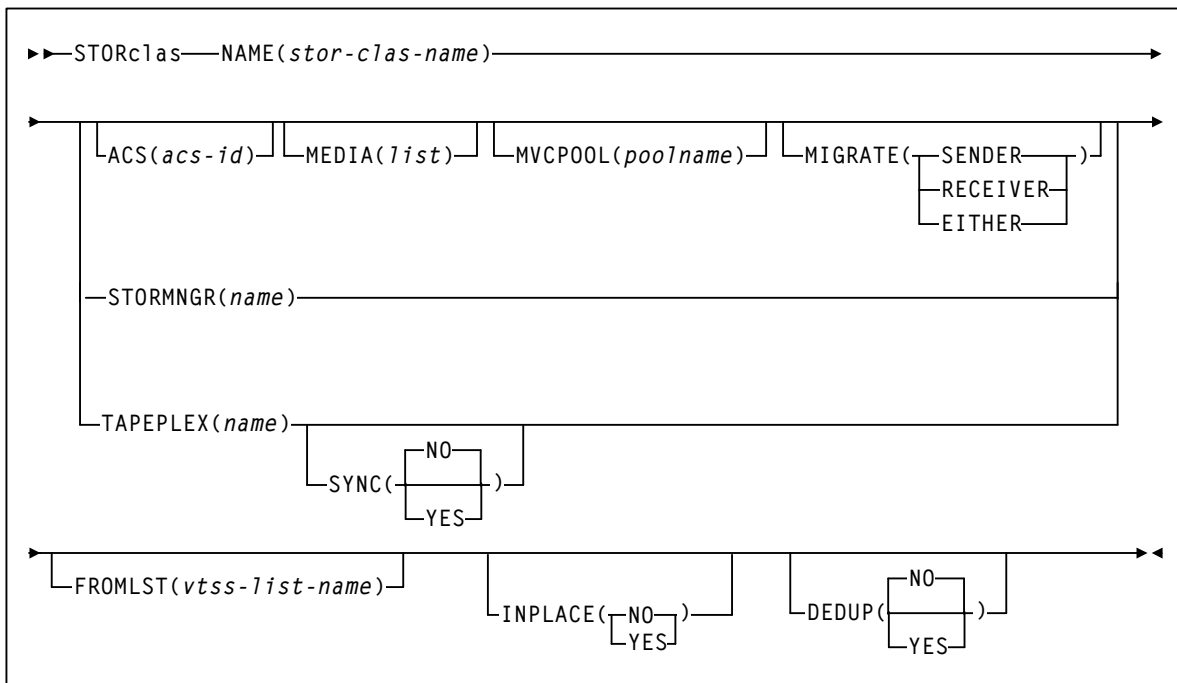 STORclas NAME(stor-clas-name)
ACS(acs-id) MEDIA(list) MVCPOOL(poolname) MIGRATE( SENDER )
RECEIVER
EITHER
STORMNGR(name)
TAPEPLEX(name)
NO
SYNC( )
YES
FROMLST(vtss-list-name)
NO
INPLACE( NO ) DEDUP( )
YES
YES